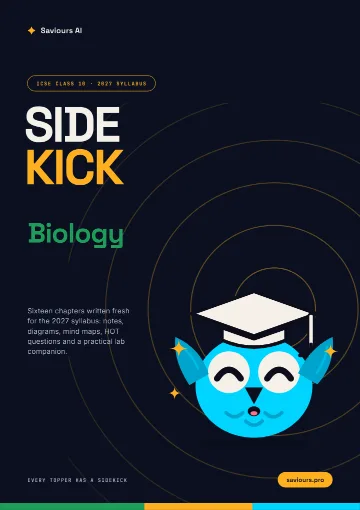 Saviours AI
ICSE CLASS 10 · 2027 SYLLABUS
SIDE
KICK
Biology
Sixteen chapters written fresh
for the 2027 syllabus: notes,
diagrams, mind maps, HOT
questions and a practical lab
companion.
EVERY TOPPER HAS A SIDEKICK
saviours.pro